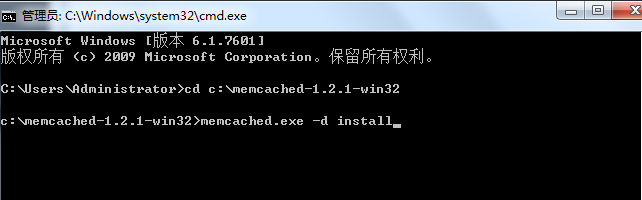 管理员: C:\Windows\system32\cmd.exe
Microsoft Windows [版本 6.1.7601]
版权所有 (c) 2009 Microsoft Corporation。保留所有权利。
C:\Users\Administrator>cd c:\memcached-1.2.1-win32
c:\memcached-1.2.1-win32>memcached.exe -d install_